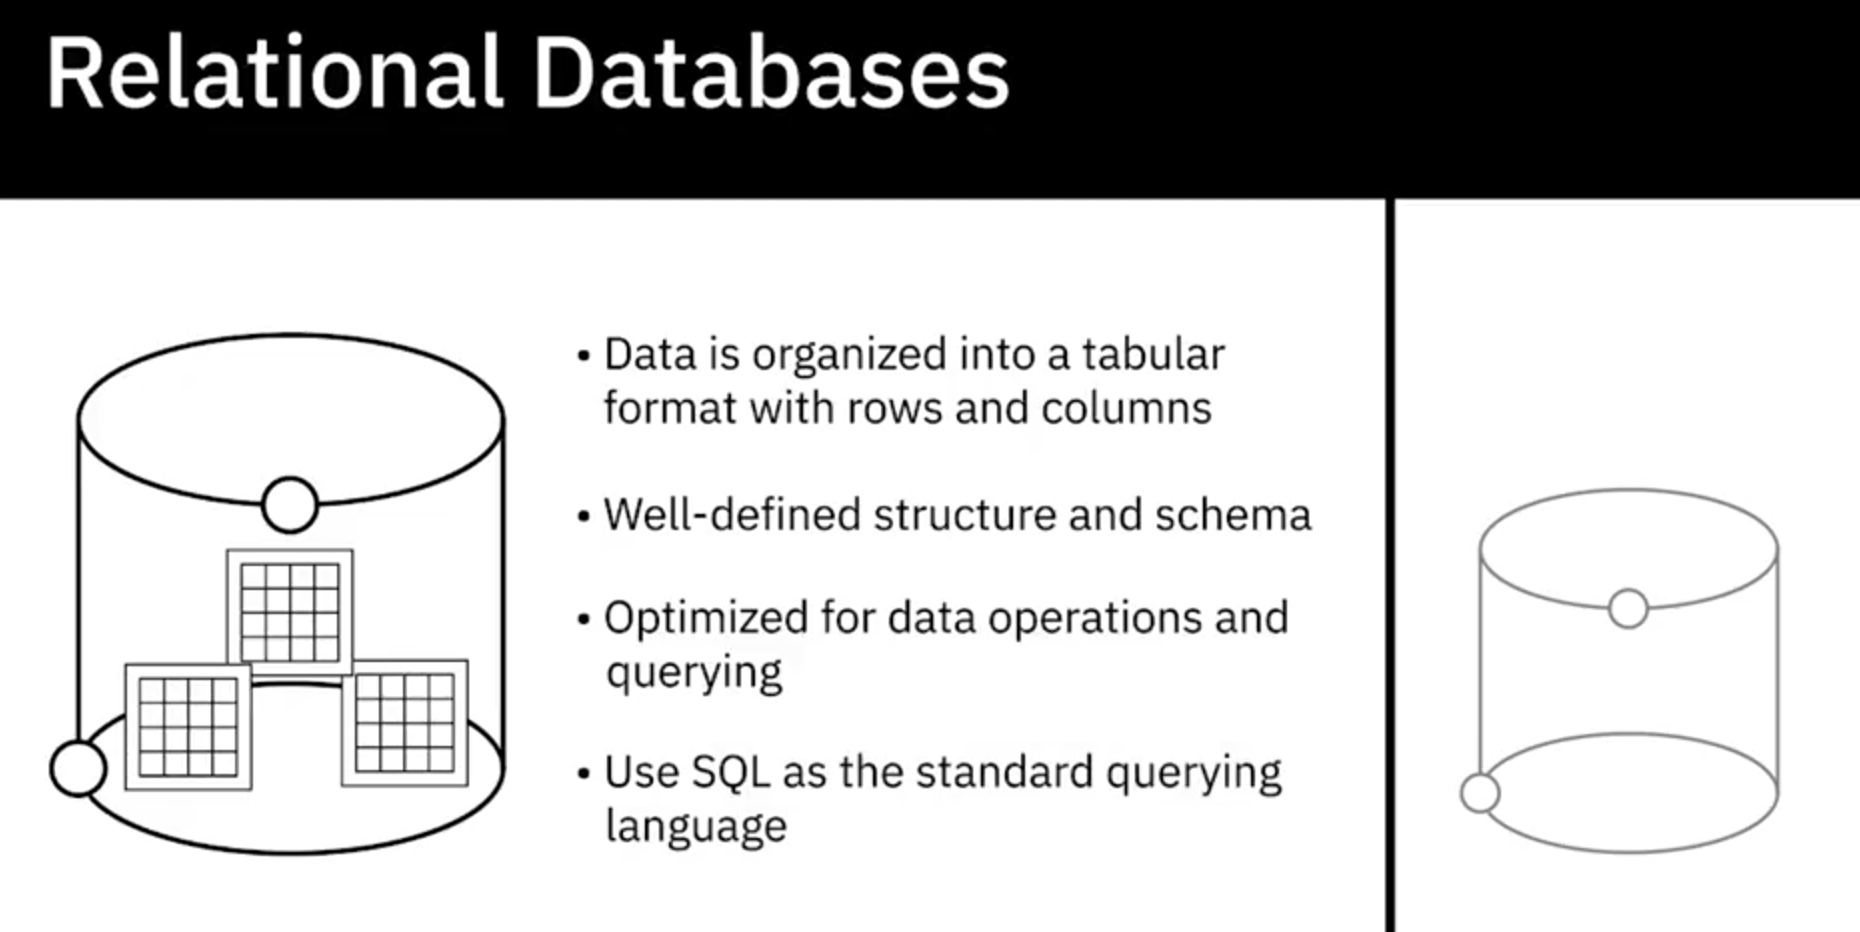 Relational Databases
• Data is organized into a tabular
format with rows and columns
• Well-defined structure and schema
• Optimized for data operations and
querying
• Use SQL as the standard querying
language